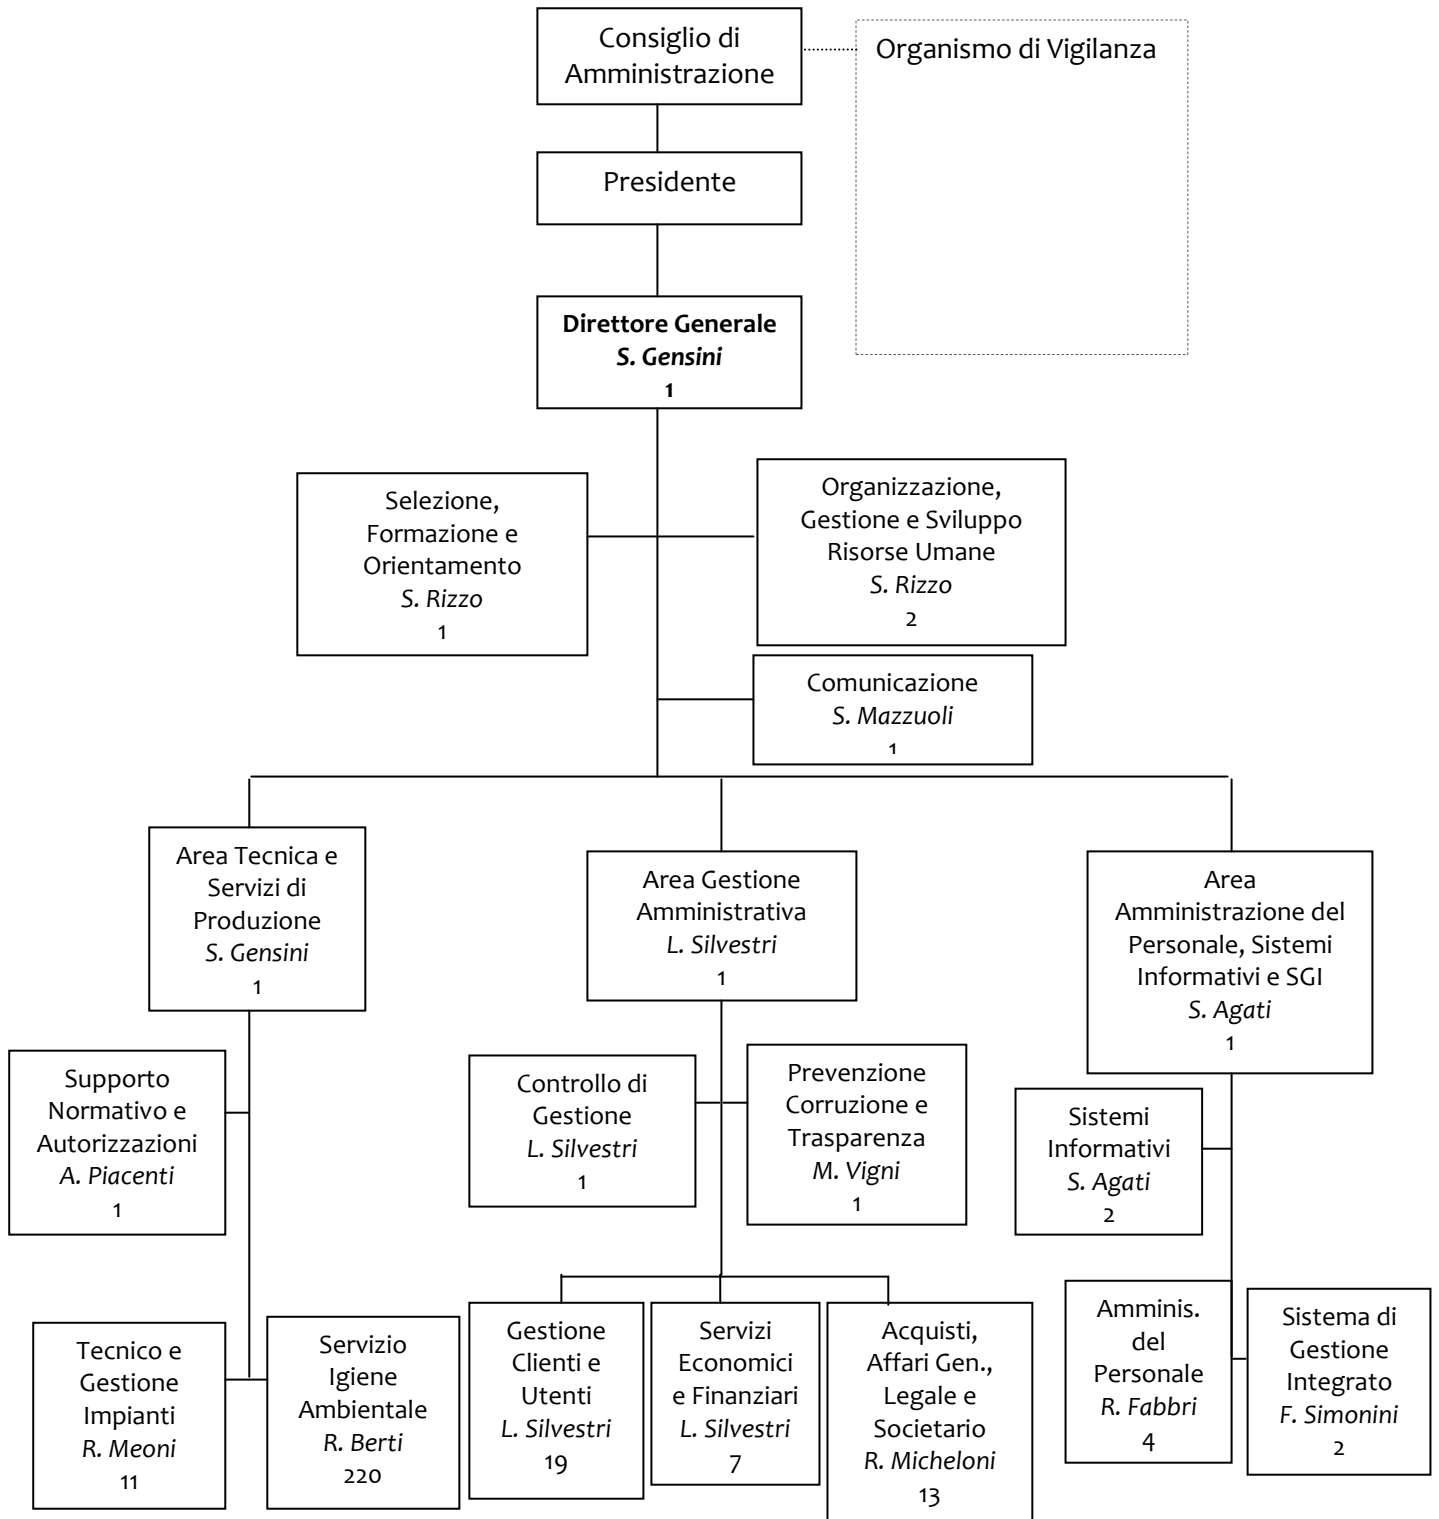 Consiglio di
Amministrazione
Organismo di Vigilanza
Presidente
Direttore Generale
S. Gensini
1
Selezione,
Formazione e
Orientamento
S. Rizzo
1
Organizzazione,
Gestione e Sviluppo
Risorse Umane
S. Rizzo
2
Comunicazione
S. Mazzuoli
1
Area Tecnica e
Servizi di
Produzione
S. Gensini
1
Area Gestione
Amministrativa
L. Silvestri
1
Area
Amministrazione del
Personale, Sistemi
Informativi e SGI
S. Agati
1
Supporto
Normativo e
Autorizzazioni
A. Piacenti
1
Controllo di
Gestione
L. Silvestri
1
Prevenzione
Corruzione e
Trasparenza
M. Vigni
1
Sistemi
Informativi
S. Agati
2
Tecnico e
Gestione
Impianti
R. Meoni
11
Servizio
Igiene
Ambientale
R. Berti
220
Gestione
Clienti e
Utenti
L. Silvestri
19
Servizi
Economici
e Finanziari
L. Silvestri
7
Acquisti,
Affari Gen.,
Legale e
Societario
R. Micheloni
13
Amminis.
del
Personale
R. Fabbri
4
Sistema di
Gestione
Integrato
F. Simonini
2